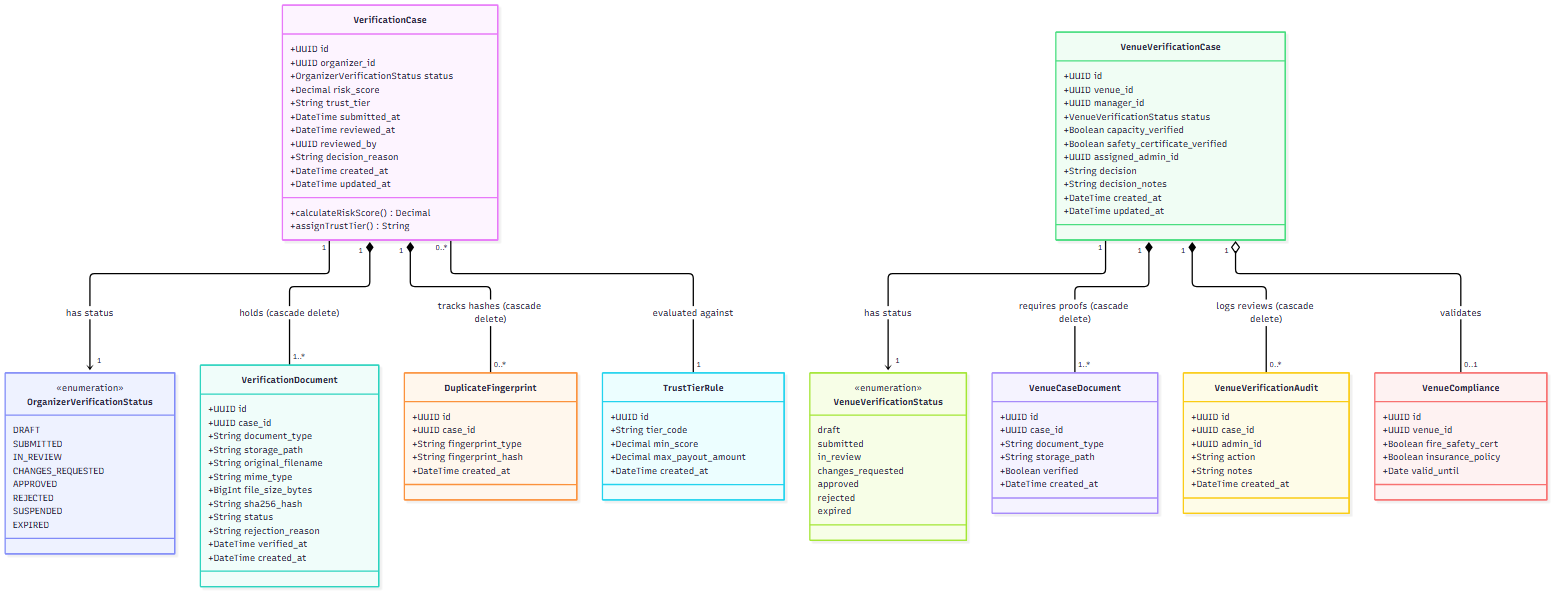 VerificationCase
+UUID id
+UUID organizer_id
+OrganizerVerificationStatus status
+Decimal risk_score
+String trust_tier
+DateTime submitted_at
+DateTime reviewed_at
+UUID reviewed_by
+String decision_reason
+DateTime created_at
+DateTime updated_at
+calculateRiskScore() : Decimal
+assignTrustTier() : String
VenueVerificationCase
+UUID id
+UUID venue_id
+UUID manager_id
+VenueVerificationStatus status
+Boolean capacity_verified
+Boolean safety_certificate_verified
+UUID assigned_admin_id
+String decision
+String decision_notes
+DateTime created_at
+DateTime updated_at
1
1
1
0..*
1
1
1
1
has status
holds (cascade delete)
tracks hashes (cascade
delete)
evaluated against
has status
requires proofs (cascade
delete)
logs reviews (cascade
delete)
validates
1
1..*
0..*
1
1
1..*
0..*
0..1
«enumeration»
OrganizerVerificationStatus
DRAFT
SUBMITTED
IN_REVIEW
CHANGES_REQUESTED
APPROVED
REJECTED
SUSPENDED
EXPIRED
VerificationDocument
+UUID id
+UUID case_id
+String document_type
+String storage_path
+String original_filename
+String mime_type
+BigInt file_size_bytes
+String sha256_hash
+String status
+String rejection_reason
+DateTime verified_at
+DateTime created_at
DuplicateFingerprint
+UUID id
+UUID case_id
+String fingerprint_type
+String fingerprint_hash
+DateTime created_at
TrustTierRule
+UUID id
+String tier_code
+Decimal min_score
+Decimal max_payout_amount
+DateTime created_at
«enumeration»
VenueVerificationStatus
draft
submitted
in_review
changes_requested
approved
rejected
expired
VenueCaseDocument
+UUID id
+UUID case_id
+String document_type
+String storage_path
+Boolean verified
+DateTime created_at
VenueVerificationAudit
+UUID id
+UUID case_id
+UUID admin_id
+String action
+String notes
+DateTime created_at
VenueCompliance
+UUID id
+UUID venue_id
+Boolean fire_safety_cert
+Boolean insurance_policy
+Date valid_until